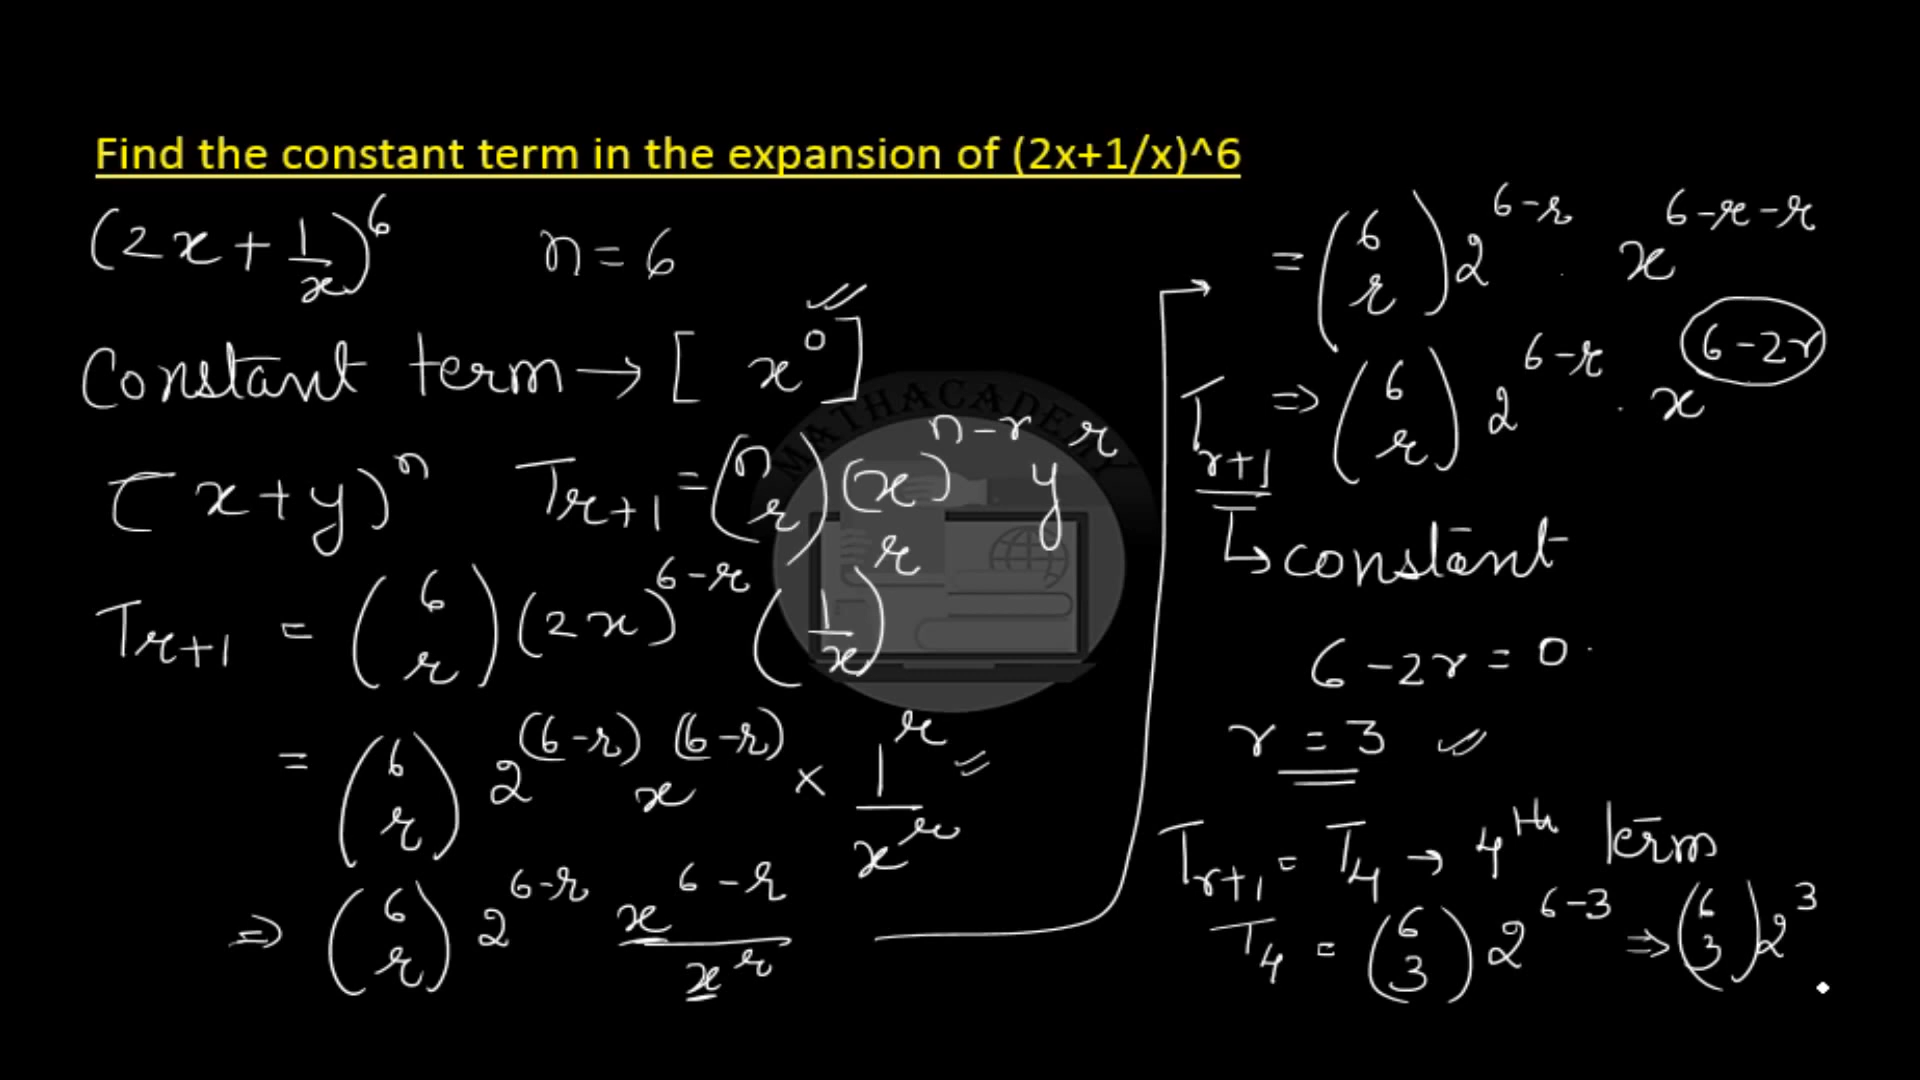 Find the constant term in the expansion of (2x+1/x)^6
(2x + 1/x)^6    n = 6
Constant term → [ x^0 ]
(x+y)^n    T_{r+1} = (n r) (x)^{n-r} y^r
T_{r+1} = (6 r) (2x)^{6-r} (1/x)^r
= (6 r) 2^{(6-r)} x^{(6-r)} × 1^r/x^r =
⇒ (6 r) 2^{6-r} x^{6-r}/x^r
= (6 r) 2^{6-r} . x^{6-r-r}
T_{r+1} ⇒ (6 r) 2^{6-r} . x^{6-2r}
↳ constant
6 - 2r = 0
r = 3
T_{r+1} = T_4 → 4th term
T_4 = (6 3) 2^{6-3} ⇒ (6 3) 2^3
MATHACADEMY